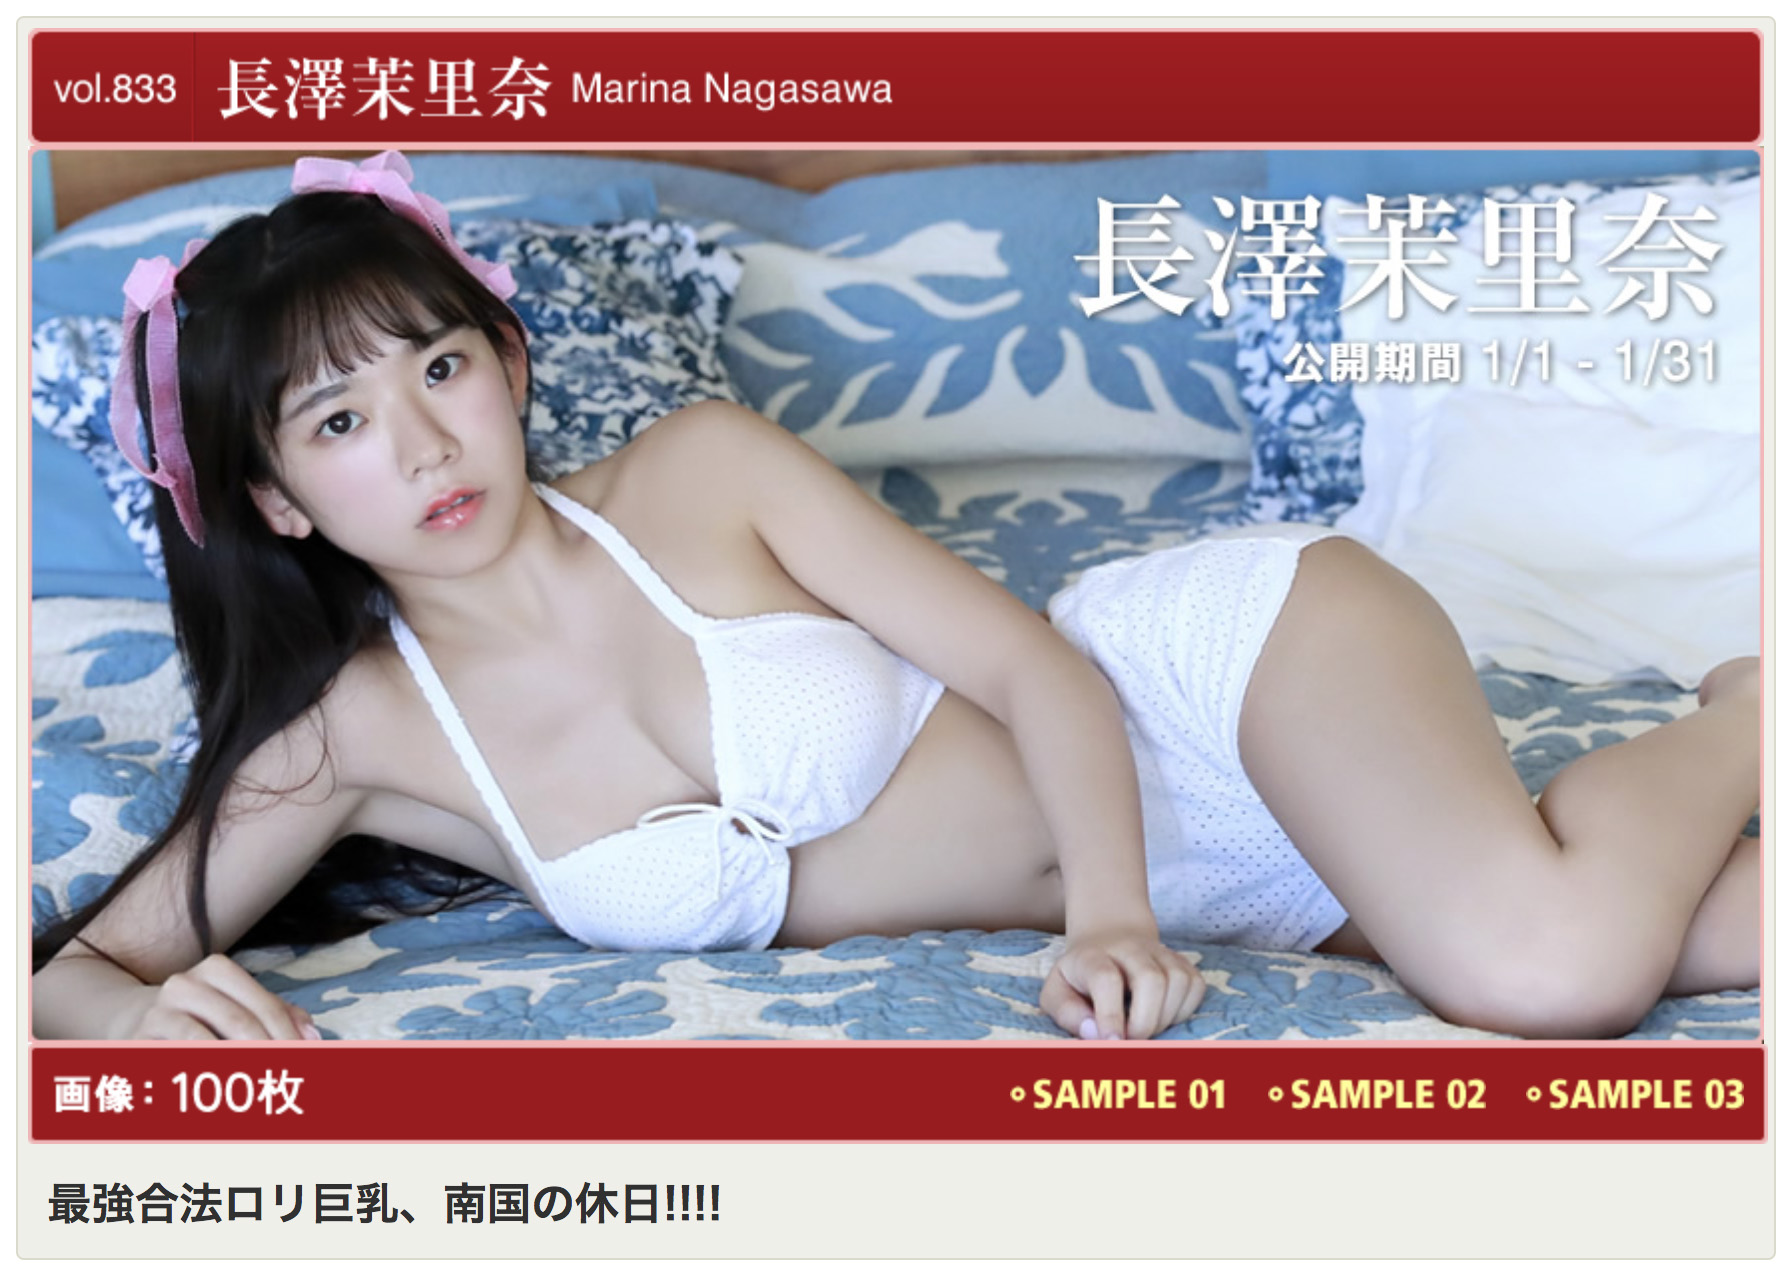 vol.833 長澤茉里奈 Marina Nagasawa
長澤茉里奈
公開期間 1/1 - 1/31
画像：100枚
SAMPLE 01 SAMPLE 02 SAMPLE 03
最強合法ロリ巨乳、南国の休日!!!!